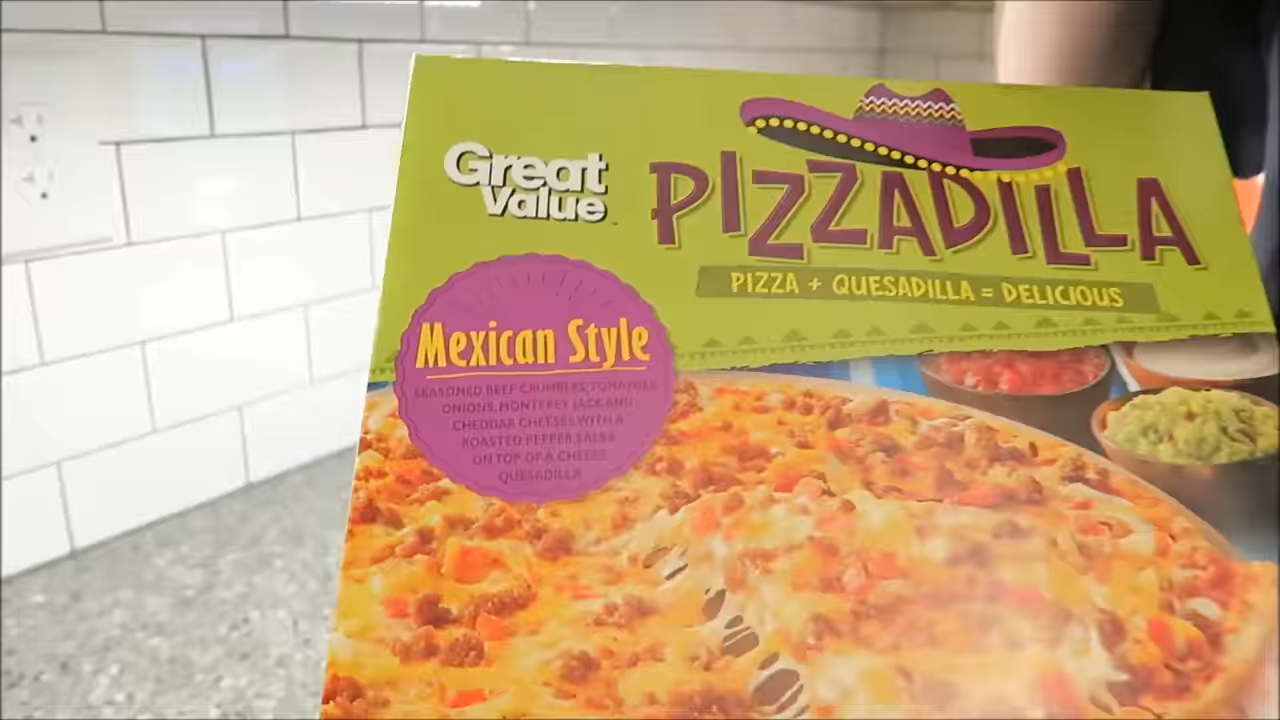 Great
Value
PIZZADILLA
PIZZA + QUESADILLA = DELICIOUS
Mexican Style
SEASONED BEEF CRUMBLES, TOMATOES
ONIONS, MONTEREY JACK AND
CHEDDAR CHEESES WITH A
ROASTED PEPPER SALSA
ON TOP OF A CHEESE
QUESADILLA